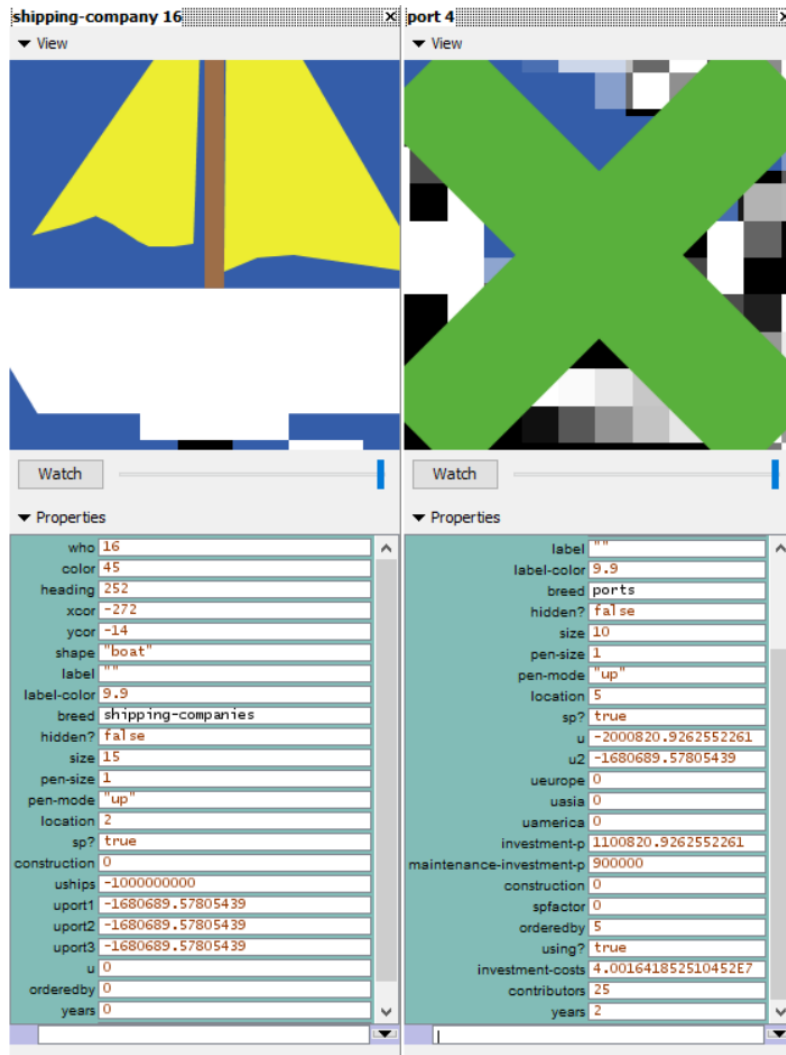 shipping-company 16
View
Watch
Properties
who 16
color 45
heading 252
xcor -272
ycor -14
shape "boat"
label ""
label-color 9.9
breed shipping-companies
hidden? false
size 15
pen-size 1
pen-mode "up"
location 2
sp? true
construction 0
uships -1000000000
uport1 -1680689.57805439
uport2 -1680689.57805439
uport3 -1680689.57805439
u 0
orderedby 0
years 0
port 4
View
Watch
Properties
label ""
label-color 9.9
breed ports
hidden? false
size 10
pen-size 1
pen-mode "up"
location 5
sp? true
u -2000820.9262552261
u2 -1680689.57805439
ueurope 0
uasia 0
uamerica 0
investment-p 1100820.9262552261
maintenance-investment-p 900000
construction 0
spfactor 0
orderedby 5
using? true
investment-costs 4.001641852510452E7
contributors 25
years 2